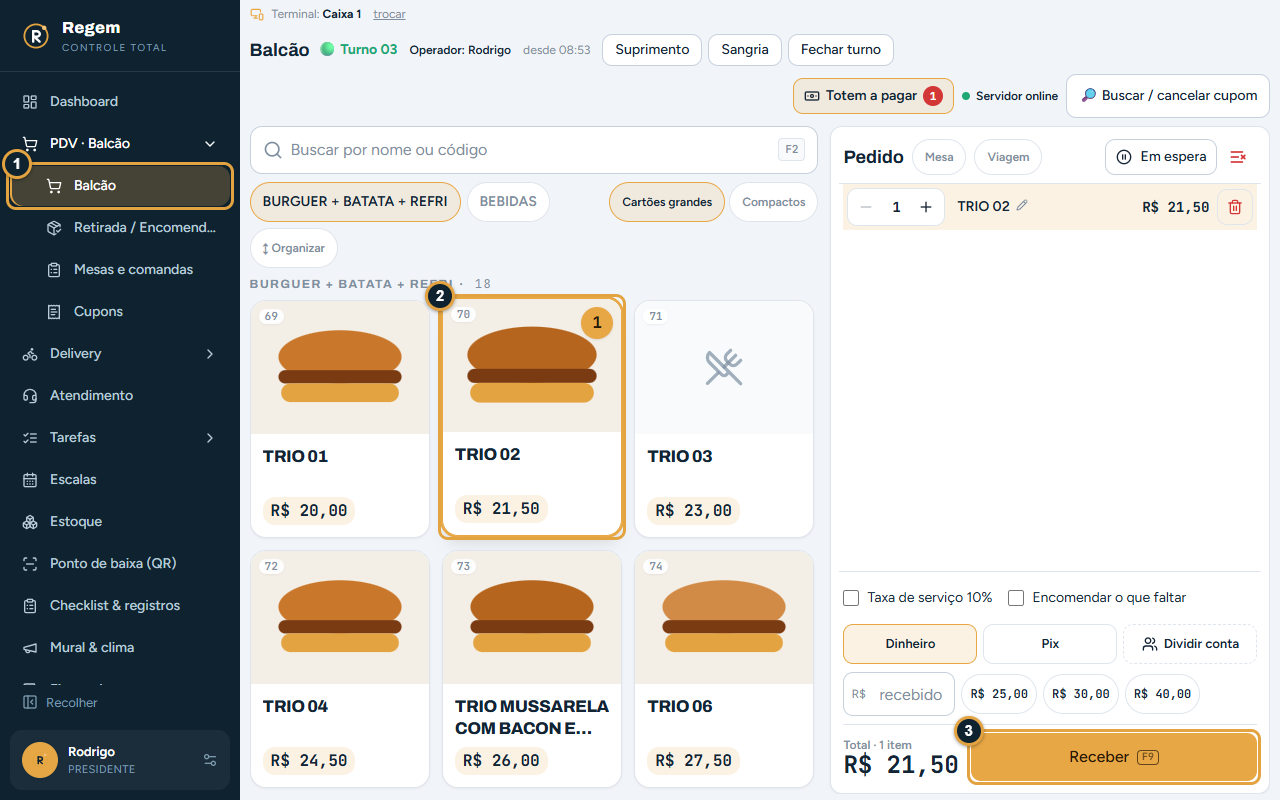 Regem
CONTROLE TOTAL
Dashboard
PDV · Balcão
1
Balcão
Retirada / Encomend...
Mesas e comandas
Cupons
Delivery
Atendimento
Tarefas
Escalas
Estoque
Ponto de baixa (QR)
Checklist & registros
Mural & clima
Recolher
R
Rodrigo
PRESIDENTE
Terminal: Caixa 1 trocar
Balcão Turno 03 Operador: Rodrigo desde 08:53 Suprimento Sangria Fechar turno
Totem a pagar 1 Servidor online Buscar / cancelar cupom
Buscar por nome ou código F2
BURGUER + BATATA + REFRI BEBIDAS Cartões grandes Compactos
Organizar
BURGUER + BATATA + REFRI · 18
69
TRIO 01
R$ 20,00
2
70
1
TRIO 02
R$ 21,50
71
TRIO 03
R$ 23,00
72
TRIO 04
R$ 24,50
73
TRIO MUSSARELA
COM BACON E...
R$ 26,00
74
TRIO 06
R$ 27,50
Pedido Mesa Viagem Em espera
1 TRIO 02 R$ 21,50
Taxa de serviço 10% Encomendar o que faltar
Dinheiro Pix Dividir conta
R$ recebido R$ 25,00 R$ 30,00 R$ 40,00
Total · 1 item
R$ 21,50
3
Receber F9